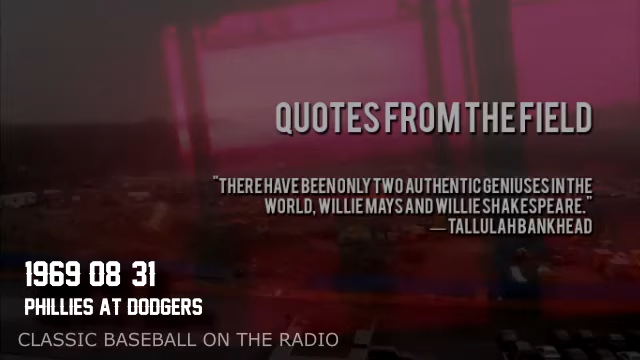 QUOTES FROM THE FIELD
"THERE HAVE BEEN ONLY TWO AUTHENTIC GENIUSES IN THE
WORLD, WILLIE MAYS AND WILLIE SHAKESPEARE."
— TALLULAH BANKHEAD
1969 08 31
PHILLIES AT DODGERS
CLASSIC BASEBALL ON THE RADIO